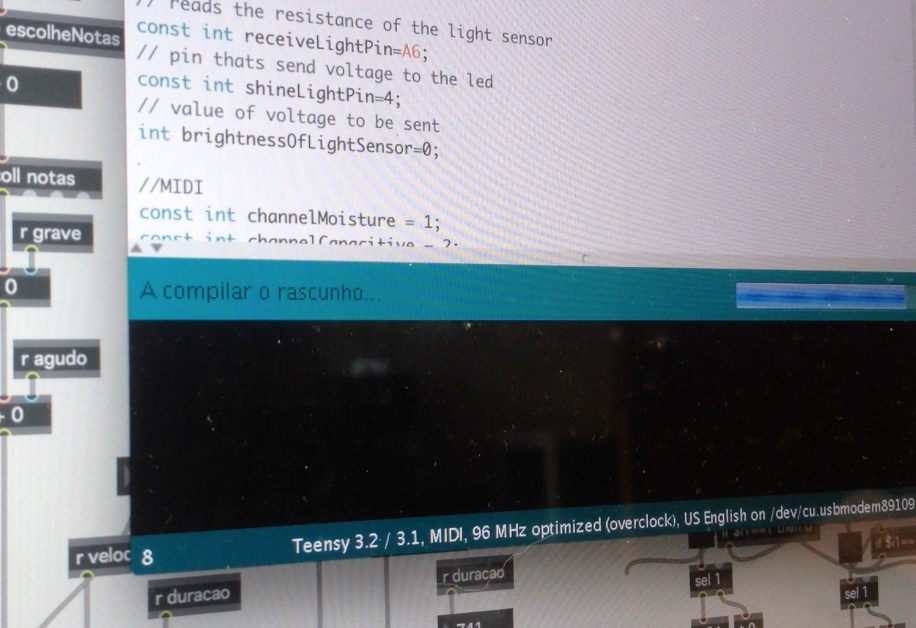 // reads the resistance of the light sensor
const int receiveLightPin=A6;
// pin thats send voltage to the led
const int shineLightPin=4;
// value of voltage to be sent
int brightnessOfLightSensor=0;
//MIDI
const int channelMoisture = 1;
const int channelCapacitive = 2;
A compilar o rascunho...
8
Teensy 3.2 / 3.1, MIDI, 96 MHz optimized (overclock), US English on /dev/cu.usbmodem89109
escolheNotas
0
coll notas
r grave
0
r agudo
0
r veloc
r duracao
r duracao
741
sel 1
sel 1